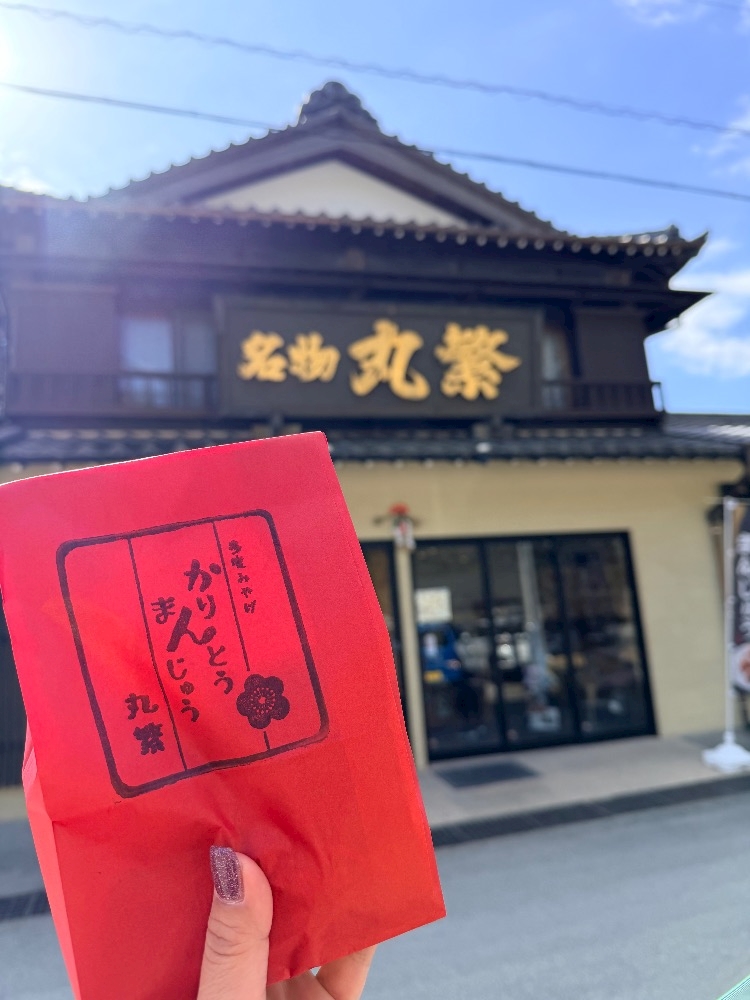 名物 丸繁
多度みやげ
かりんとう
まんじゅう
丸繁